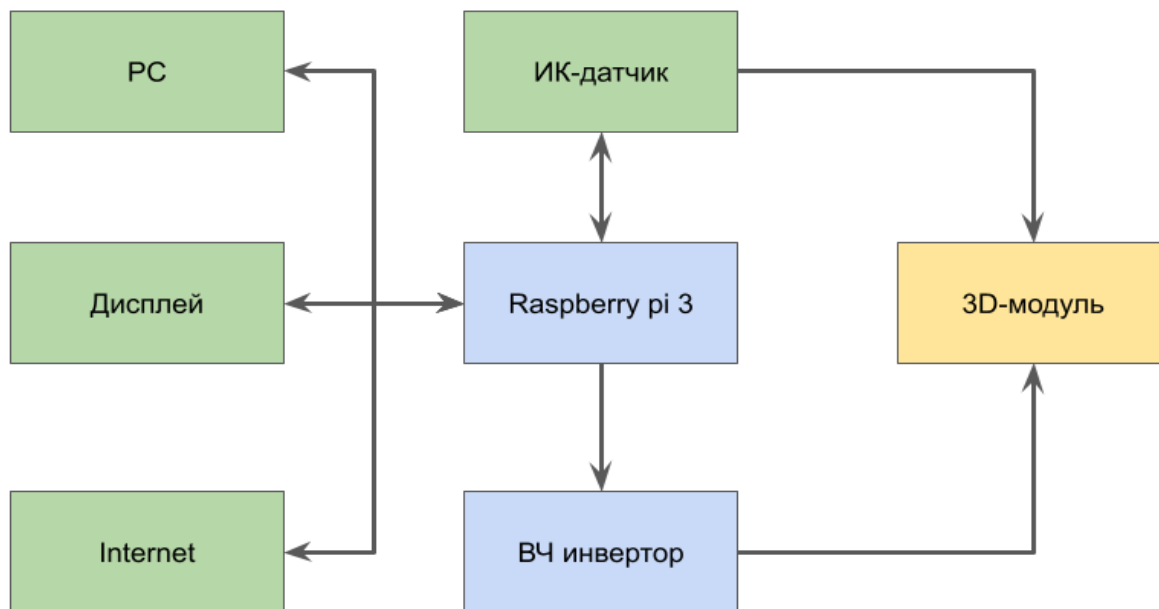 PC
ИК-датчик
Дисплей
Raspberry pi 3
3D-модуль
Internet
ВЧ инвертор